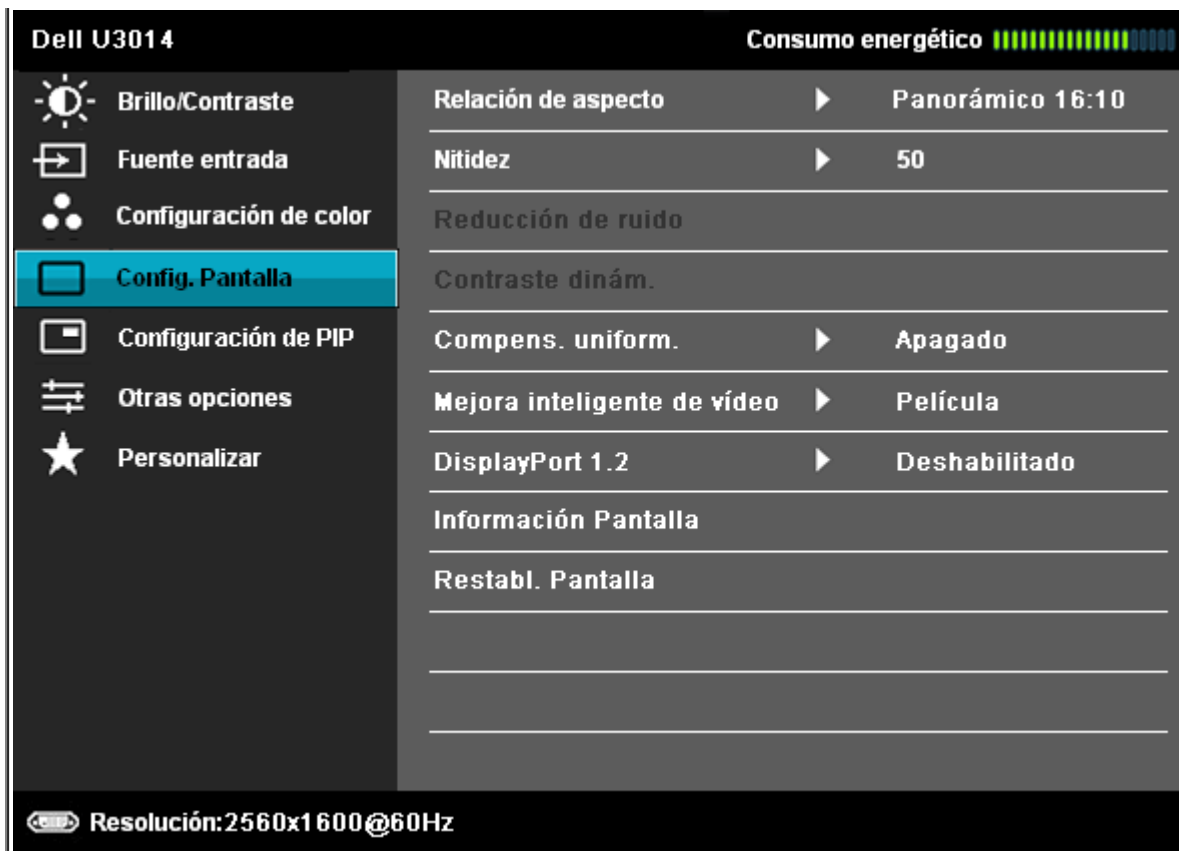 Dell U3014 Consumo energético
Brillo/Contraste
Fuente entrada
Configuración de color
Config. Pantalla
Configuración de PIP
Otras opciones
Personalizar
Relación de aspecto Panorámico 16:10
Nitidez 50
Reducción de ruido
Contraste dinám.
Compens. uniform. Apagado
Mejora inteligente de vídeo Película
DisplayPort 1.2 Deshabilitado
Información Pantalla
Restabl. Pantalla
Resolución:2560x1600@60Hz